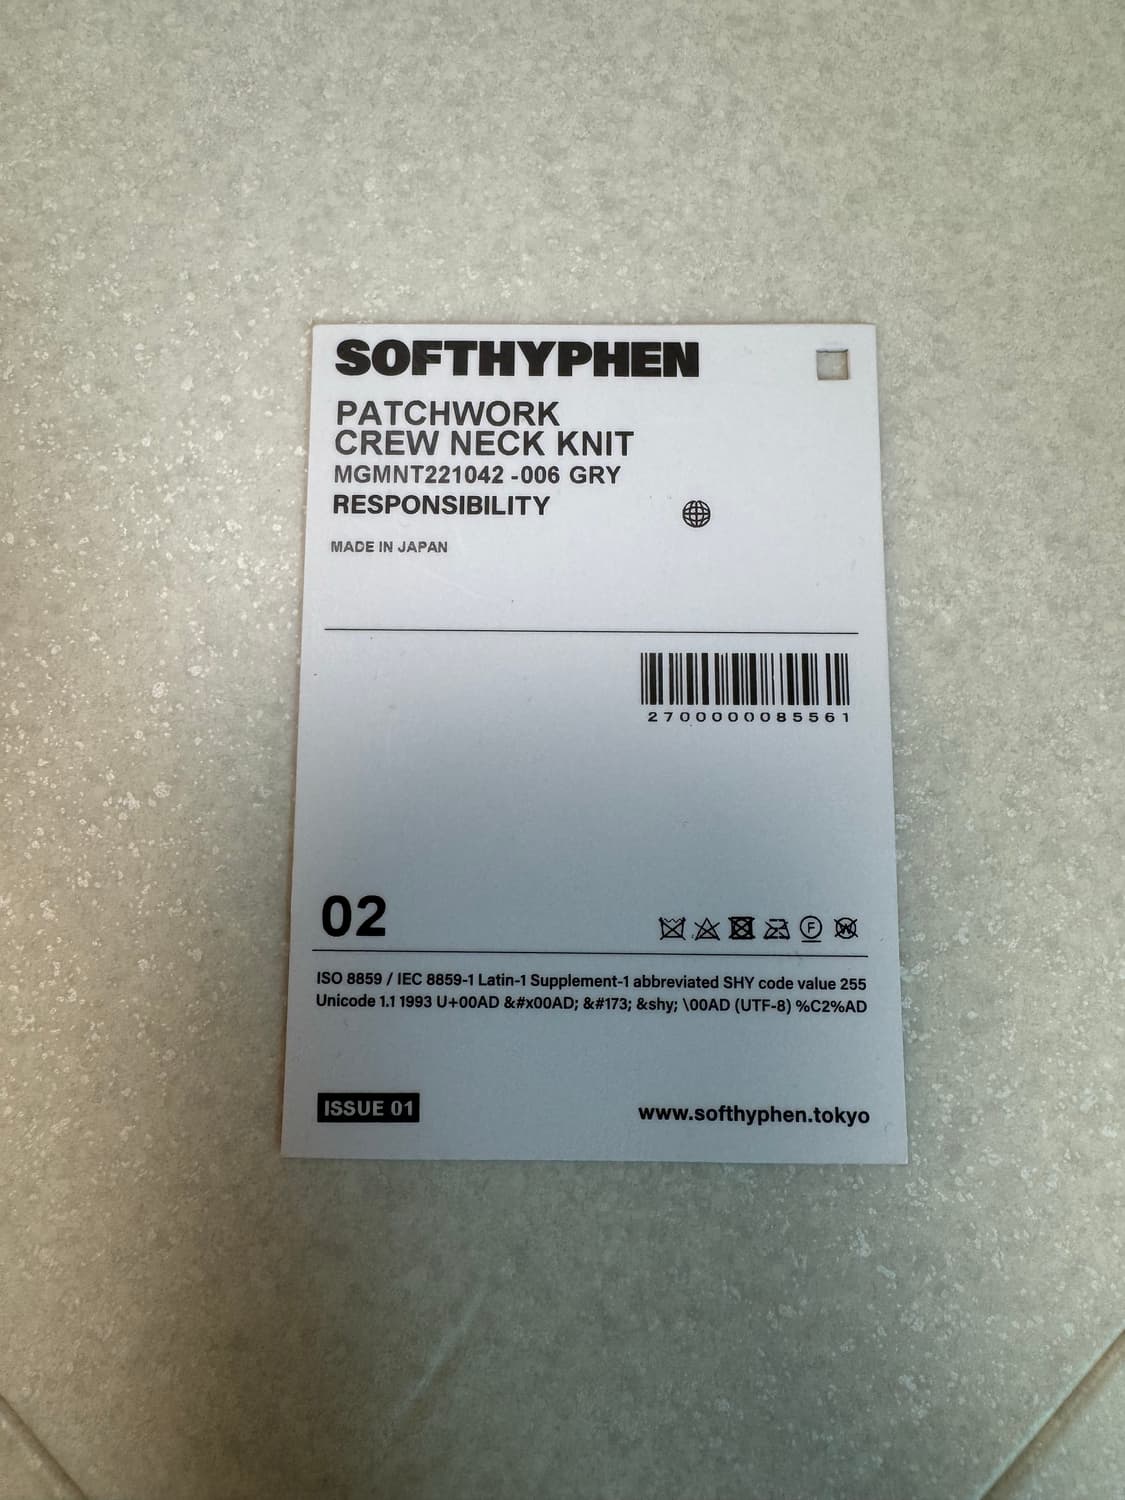 SOFTHYPHEN
PATCHWORK
CREW NECK KNIT
MGMNT221042 -006 GRY
RESPONSIBILITY
MADE IN JAPAN
2700000085561
02
F
W
ISO 8859 / IEC 8859-1 Latin-1 Supplement-1 abbreviated SHY code value 255
Unicode 1.1 1993 U+00AD &#x00AD; &#173; &shy; \00AD (UTF-8) %C2%AD
ISSUE 01
www.softhyphen.tokyo